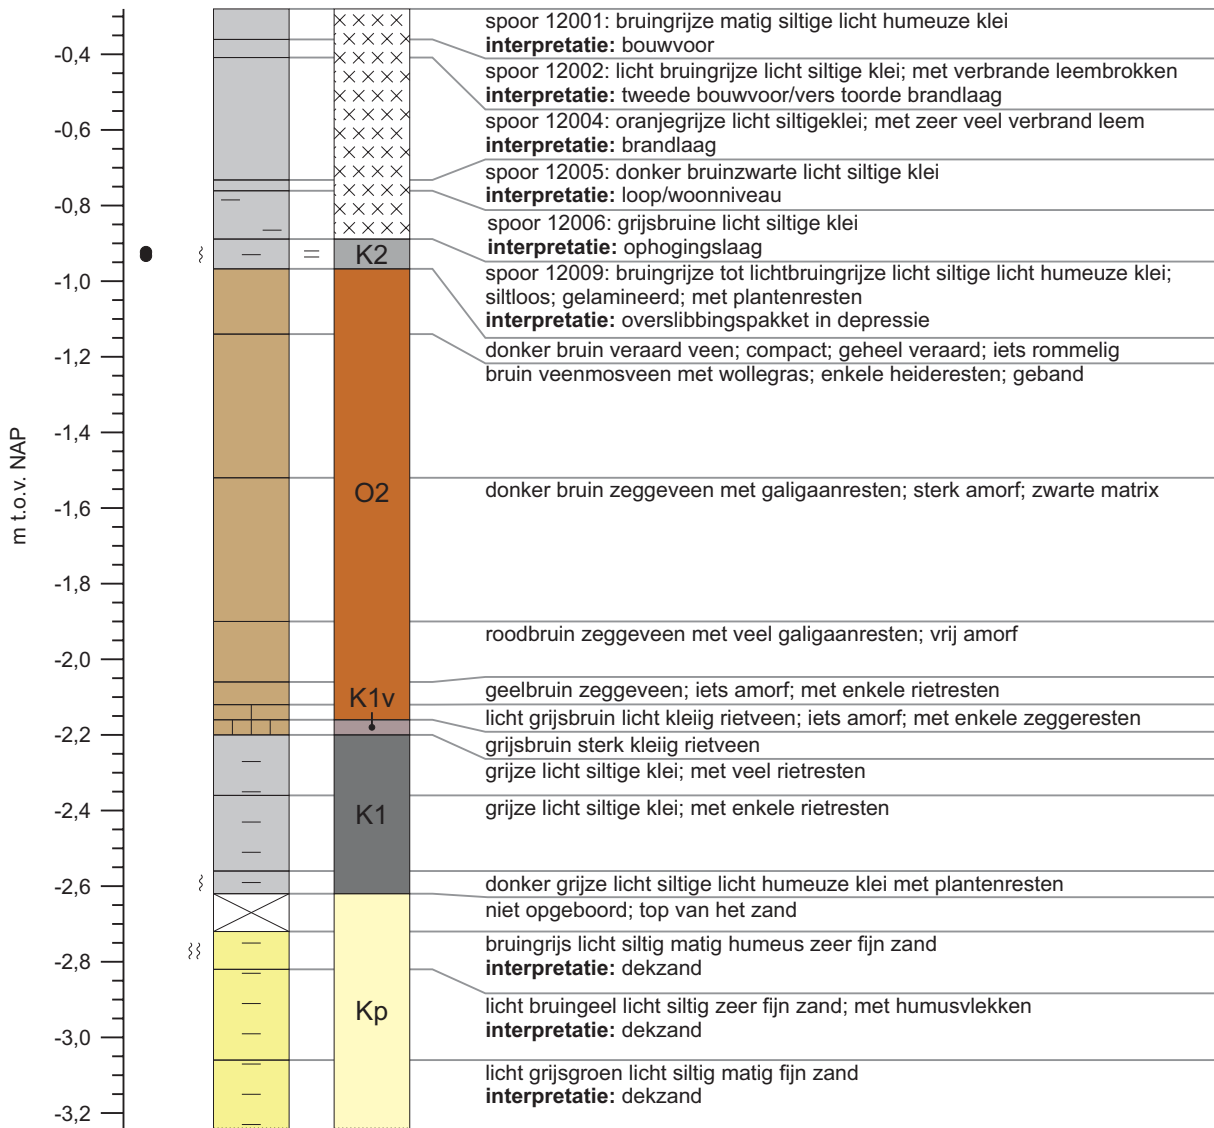 spoor 12001: bruingrijze matig siltige licht humeuze klei
interpretatie: bouwvoor
-0,4
spoor 12002: licht bruingrijze licht siltige klei; met verbrande leembrokken
interpretatie: tweede bouwvoor/vers toorde brandlaag
-0,6
spoor 12004: oranjegrijze licht siltigeklei; met zeer veel verbrand leem
interpretatie: brandlaag
spoor 12005: donker bruinzwarte licht siltige klei
interpretatie: loop/woonniveau
-0,8
spoor 12006: grijsbruine licht siltige klei
interpretatie: ophogingslaag
K2
spoor 12009: bruingrijze tot lichtbruingrijze licht siltige licht humeuze klei;
-1,0
siltloos; gelamineerd; met plantenresten
interpretatie: overslibbingspakket in depressie
donker bruin veraard veen; compact; geheel veraard; iets rommelig
-1,2
bruin veenmosveen met wollegras; enkele heideresten; geband
-1,4
m t.o.v. NAP
O2
donker bruin zeggeveen met galigaanresten; sterk amorf; zwarte matrix
-1,6
-1,8
roodbruin zeggeveen met veel galigaanresten; vrij amorf
-2,0
geelbruin zeggeveen; iets amorf; met enkele rietresten
K1v
licht grijsbruin licht kleiig rietveen; iets amorf; met enkele zeggeresten
-2,2
grijsbruin sterk kleiig rietveen
grijze licht siltige klei; met veel rietresten
-2,4
K1
grijze licht siltige klei; met enkele rietresten
-2,6
donker grijze licht siltige licht humeuze klei met plantenresten
niet opgeboord; top van het zand
bruingrijs licht siltig matig humeus zeer fijn zand
-2,8
interpretatie: dekzand
Kp
licht bruingeel licht siltig zeer fijn zand; met humusvlekken
-3,0
interpretatie: dekzand
licht grijsgroen licht siltig matig fijn zand
interpretatie: dekzand
-3,2